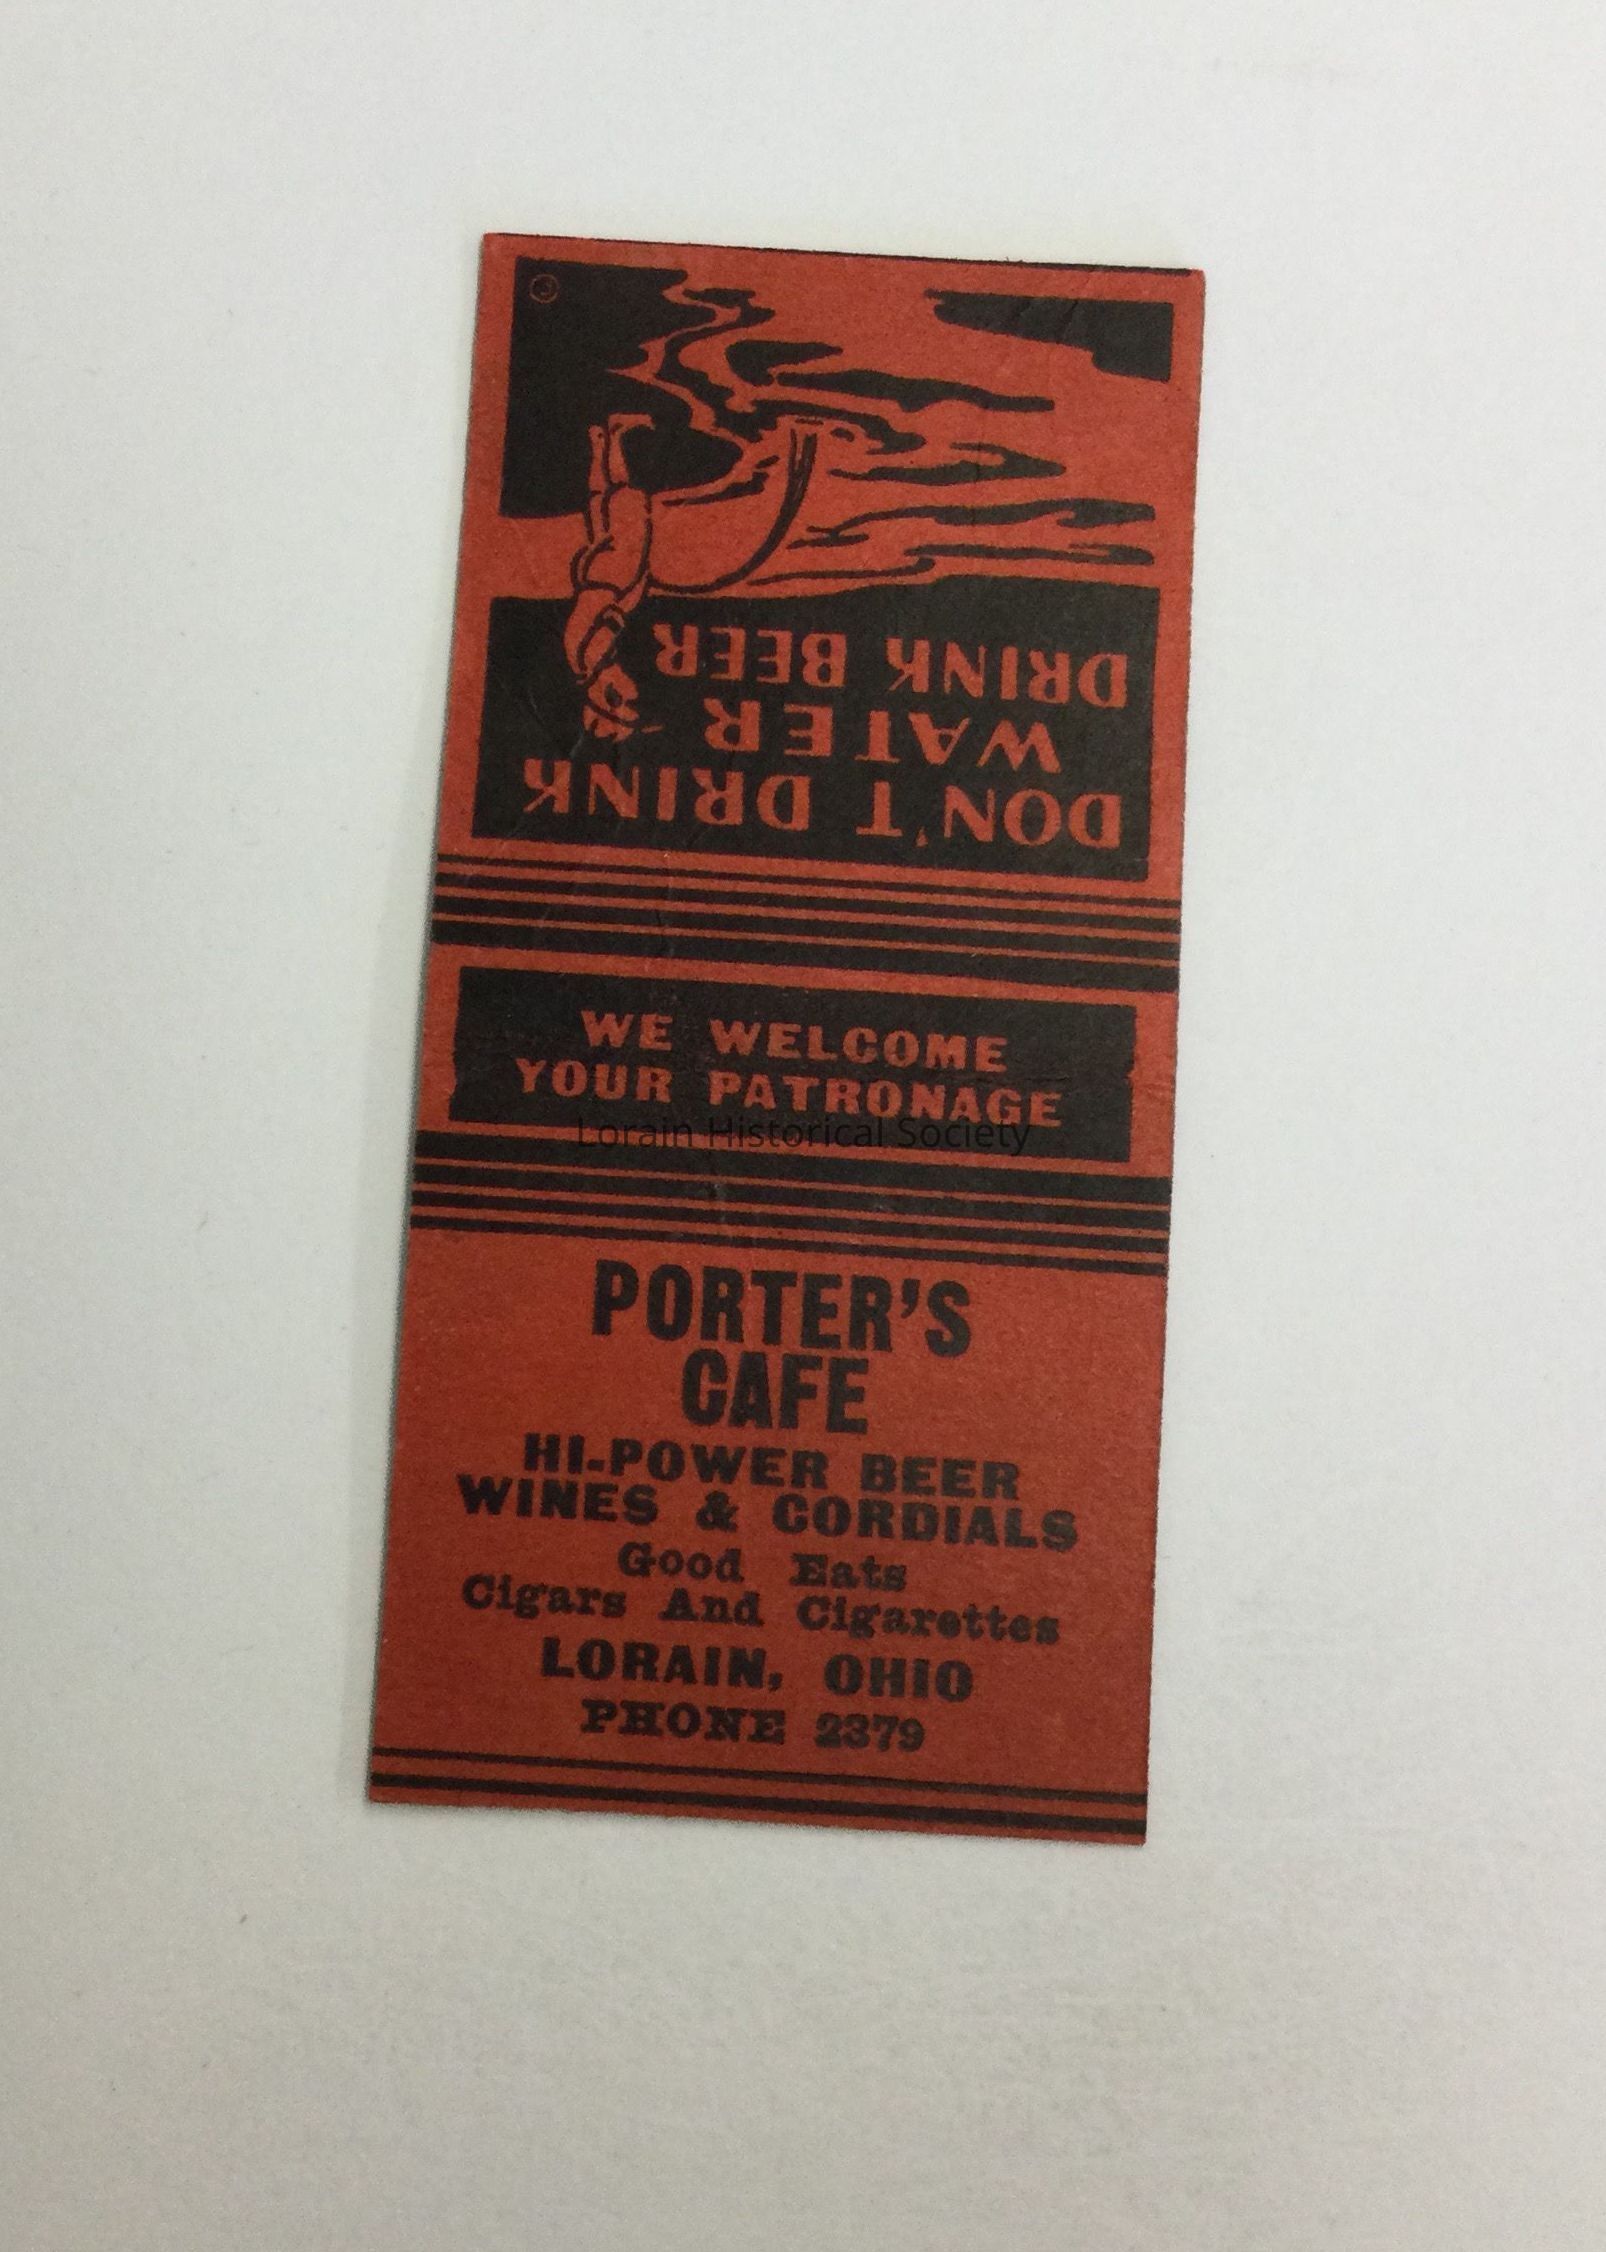 DON'T DRINK
WATER
DRINK BEER
WE WELCOME
YOUR PATRONAGE
Lorain Historical Society
PORTER'S
CAFE
HI-POWER BEER
WINES & CORDIALS
Good Eats
Cigars And Cigarettes
LORAIN, OHIO
PHONE 2379